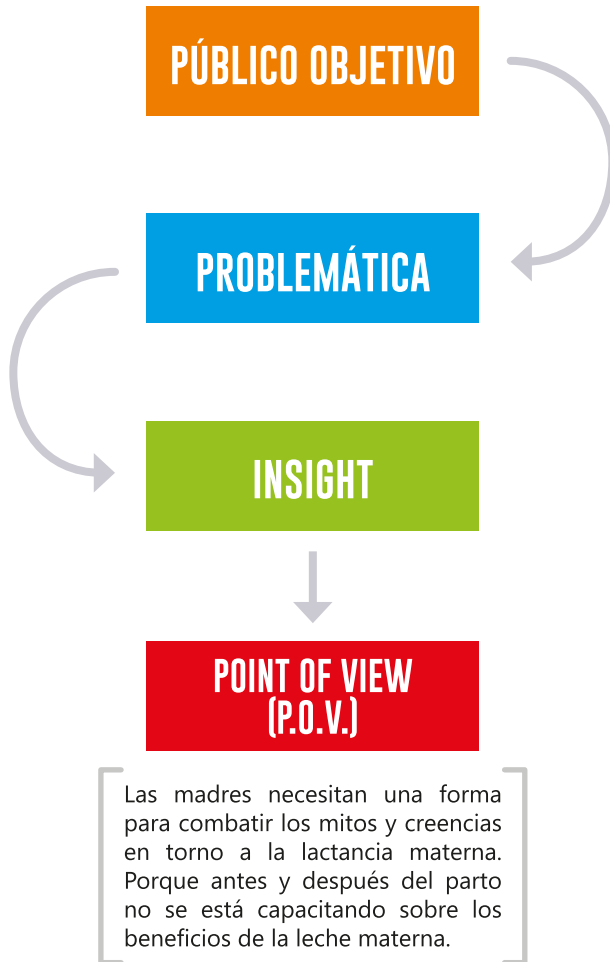 PÚBLICO OBJETIVO
PROBLEMÁTICA
INSIGHT
POINT OF VIEW
(P.O.V.)
Las madres necesitan una forma
para combatir los mitos y creencias
en torno a la lactancia materna.
Porque antes y después del parto
no se está capacitando sobre los
beneficios de la leche materna.